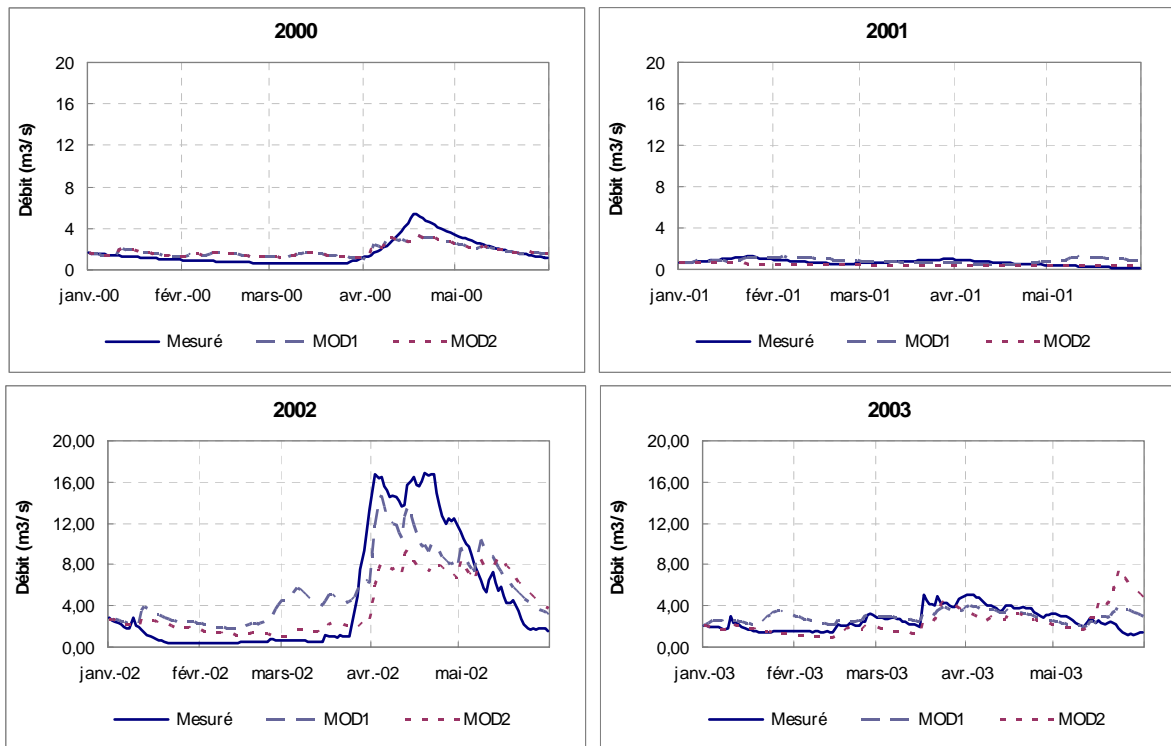 2000
Débit (m3/ s)
20
16
12
8
4
0
janv.-00 févr.-00 mars-00 avr.-00 mai-00
Mesuré MOD1 MOD2
2001
Débit (m3/ s)
20
16
12
8
4
0
janv.-01 févr.-01 mars-01 avr.-01 mai-01
Mesuré MOD1 MOD2
2002
Débit (m3/ s)
20,00
16,00
12,00
8,00
4,00
0,00
janv.-02 févr.-02 mars-02 avr.-02 mai-02
Mesuré MOD1 MOD2
2003
Débit (m3/ s)
20,00
16,00
12,00
8,00
4,00
0,00
janv.-03 févr.-03 mars-03 avr.-03 mai-03
Mesuré MOD1 MOD2